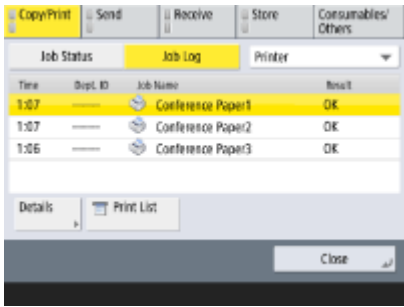 Copy/Print Send Receive Store Consumables/
Others
Job Status Job Log Printer
Time Dept. ID Job Name Result
1:07 ------- Conference Paper1 OK
1:07 ------- Conference Paper2 OK
1:06 ------- Conference Paper3 OK
Details Print List
Close